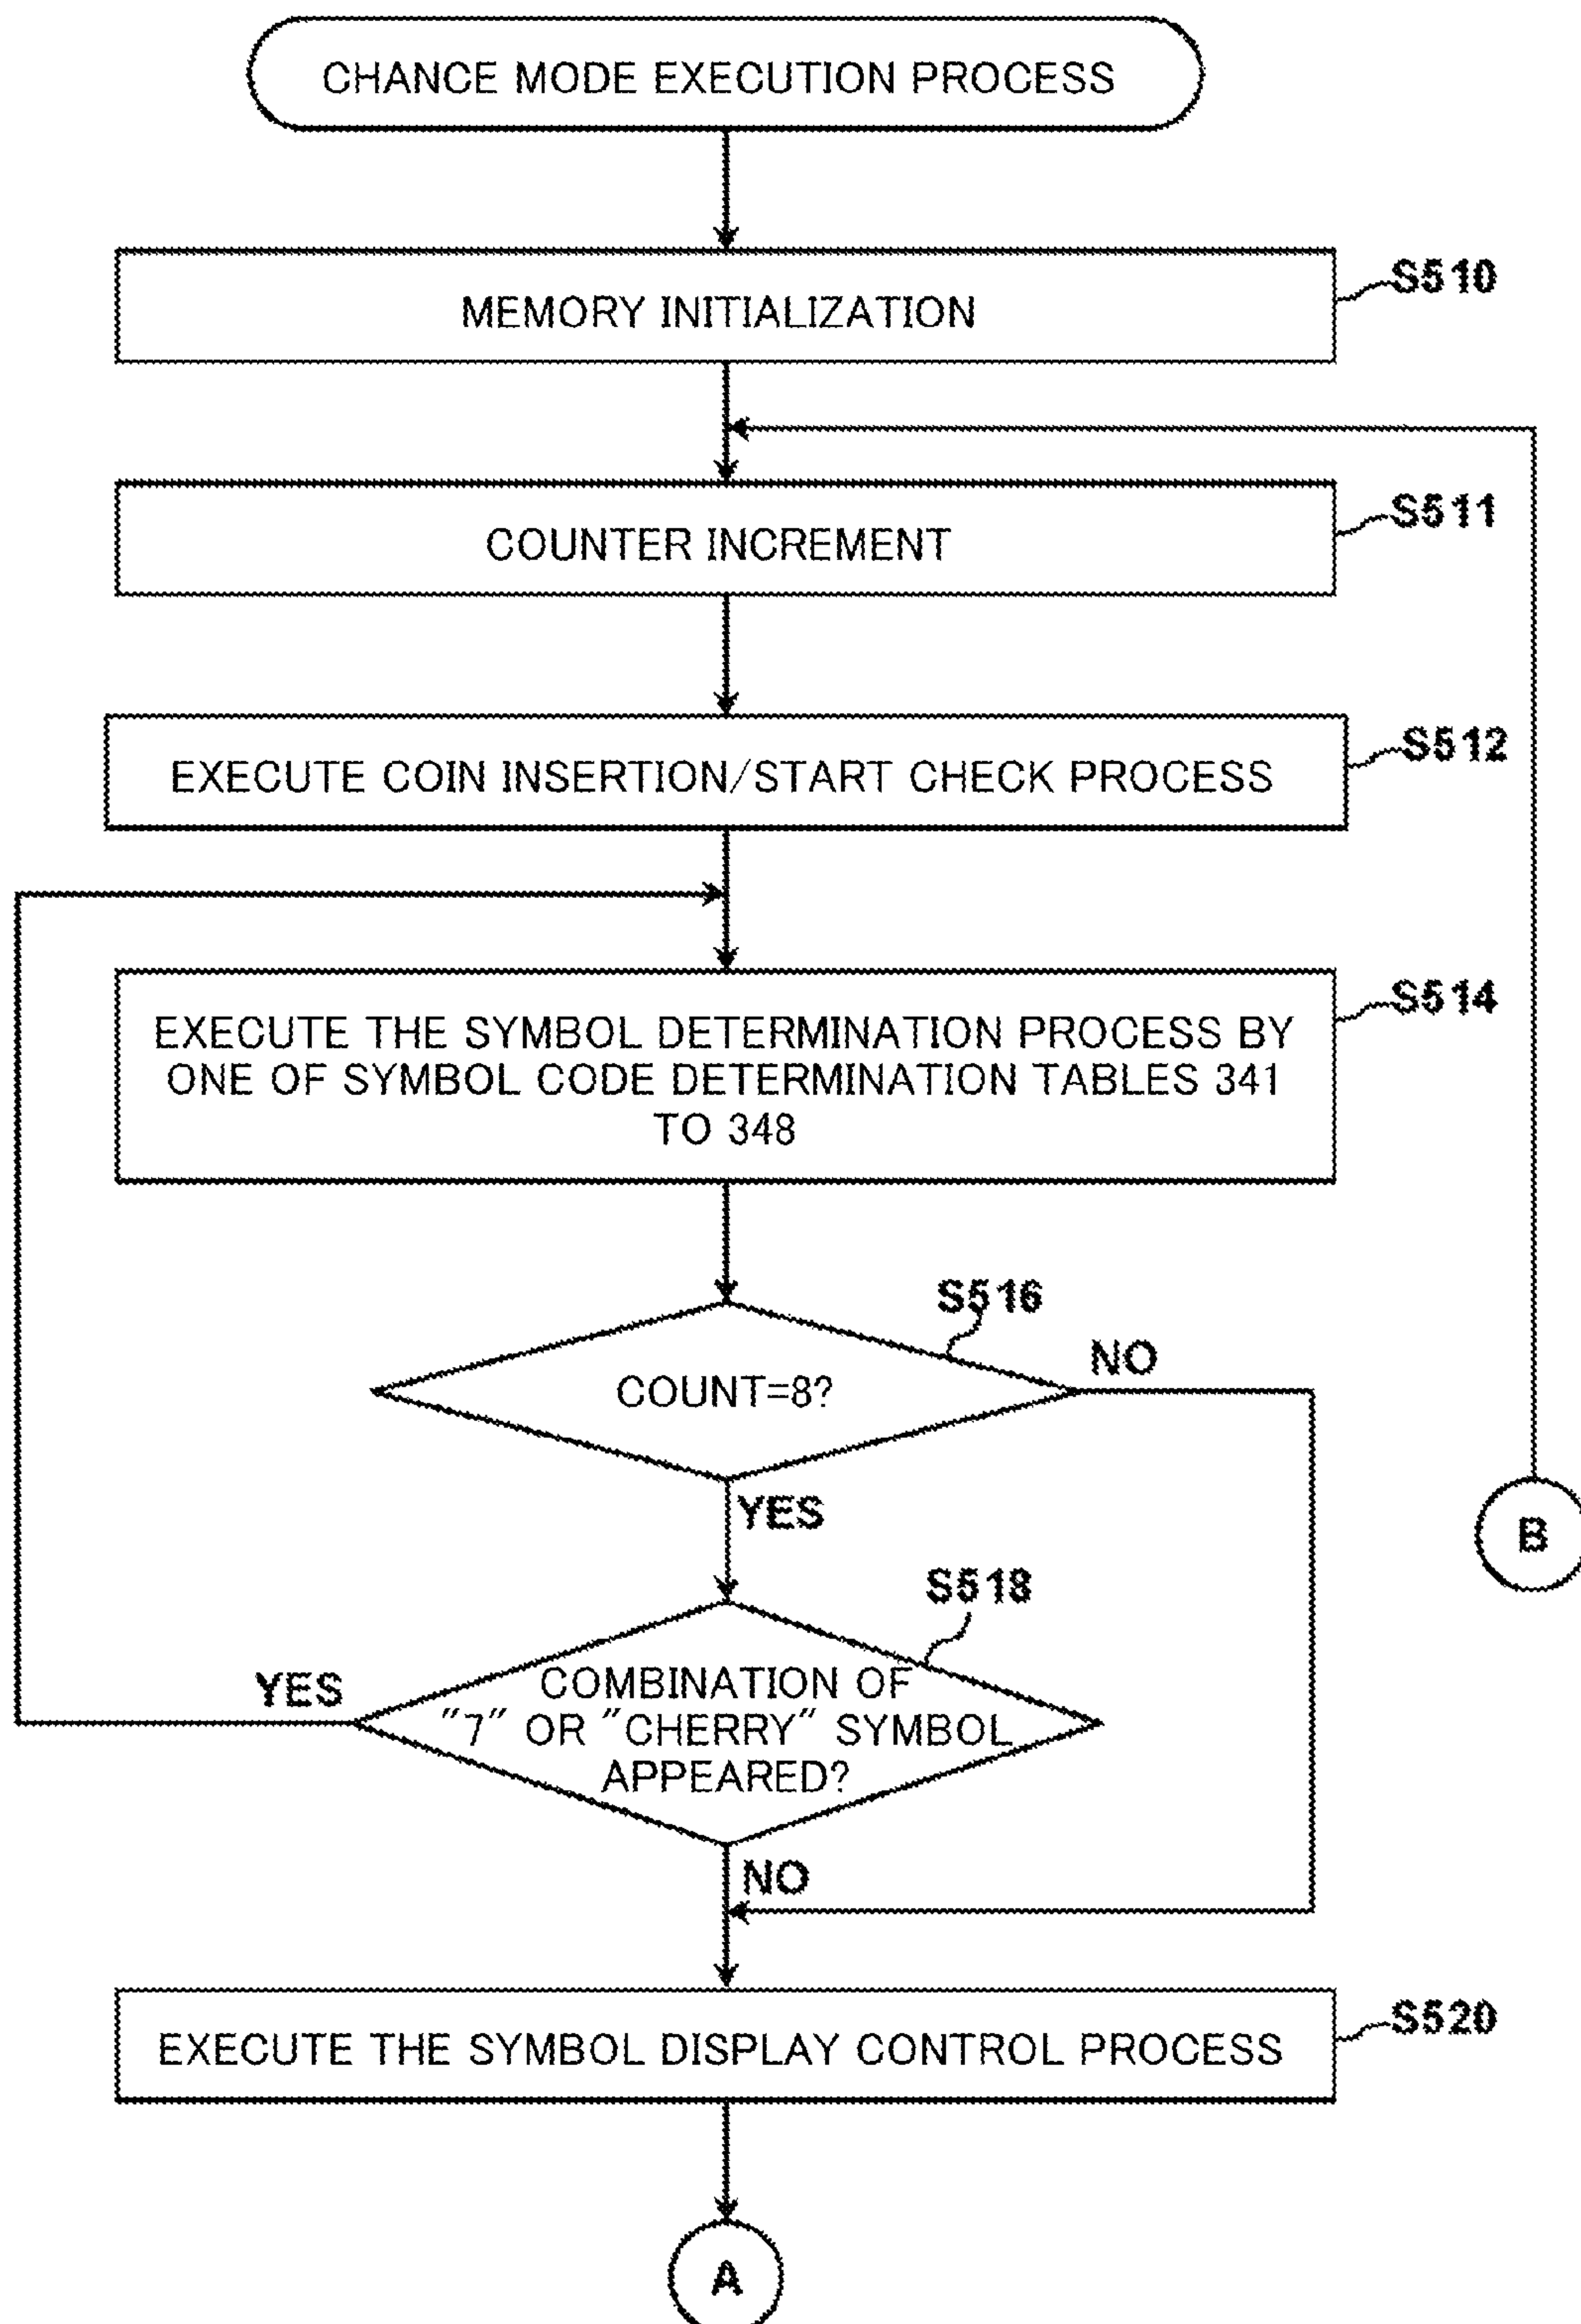 CHANCE MODE EXECUTION PROCESS
S510
MEMORY INITIALIZATION
S511
COUNTER INCREMENT
S512
EXECUTE COIN INSERTION/START CHECK PROCESS
S514
EXECUTE THE SYMBOL DETERMINATION PROCESS BY
ONE OF SYMBOL CODE DETERMINATION TABLES 341
TO 348
S516
NO
COUNT=8?
YES
B
S518
YES
COMBINATION OF
"7" OR "CHERRY" SYMBOL
APPEARED?
NO
S520
EXECUTE THE SYMBOL DISPLAY CONTROL PROCESS
A